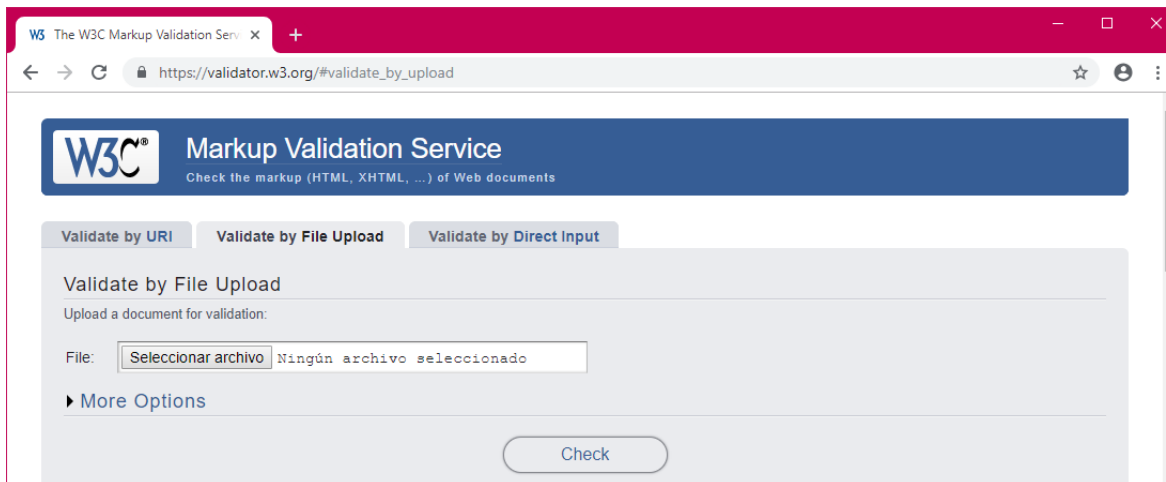 W3 The W3C Markup Validation Serv
https://validator.w3.org/#validate_by_upload
W3C®
Markup Validation Service
Check the markup (HTML, XHTML, …) of Web documents
Validate by URI Validate by File Upload Validate by Direct Input
Validate by File Upload
Upload a document for validation:
File: Seleccionar archivo Ningún archivo seleccionado
More Options
Check